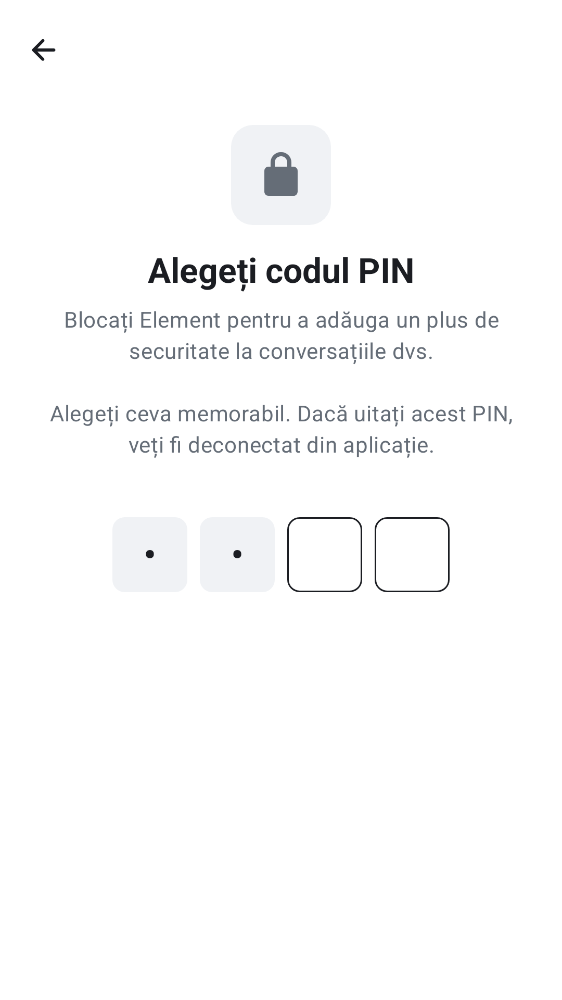 Alegeți codul PIN
Blocați Element pentru a adăuga un plus de
securitate la conversațiile dvs.
Alegeți ceva memorabil. Dacă uitați acest PIN,
veți fi deconectat din aplicație.